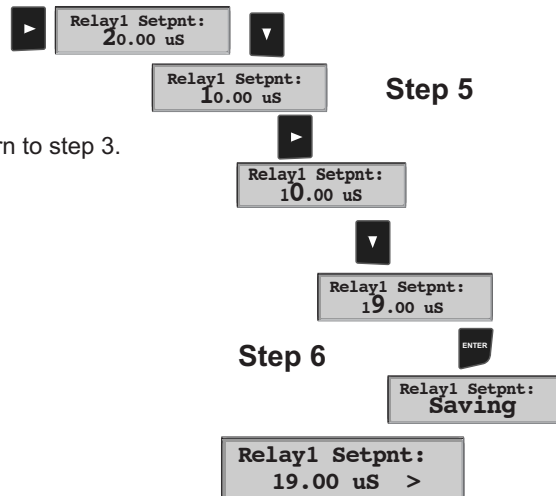 Relay1 Setpnt:
20.00 uS
Relay1 Setpnt:
10.00 uS
Step 5
rn to step 3.
Relay1 Setpnt:
10.00 uS
Relay1 Setpnt:
19.00 uS
Step 6
ENTER
Relay1 Setpnt:
Saving
Relay1 Setpnt:
19.00 uS >